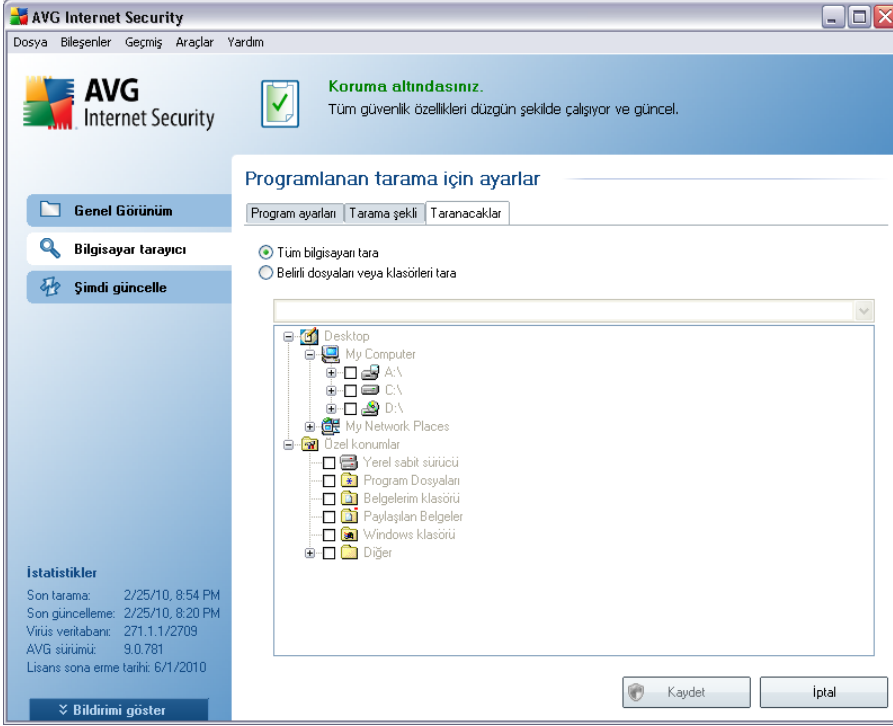 AVG Internet Security
Dosya Bileşenler Geçmiş Araçlar Yardım
AVG
Internet Security
Koruma altındasınız.
Tüm güvenlik özellikleri düzgün şekilde çalışıyor ve güncel.
Programlanan tarama için ayarlar
Genel Görünüm
Bilgisayar tarayıcı
Şimdi güncelle
Program ayarları Tarama şekli Taranacaklar
Tüm bilgisayarı tara
Belirli dosyaları veya klasörleri tara
Desktop
My Computer
A:\
C:\
D:\
My Network Places
Özel konumlar
Yerel sabit sürücü
Program Dosyaları
Belgelerim klasörü
Paylaşılan Belgeler
Windows klasörü
Diğer
İstatistikler
Son tarama: 2/25/10, 8:54 PM
Son güncelleme: 2/25/10, 8:20 PM
Virüs veritabanı: 271.1.1/2709
AVG sürümü: 9.0.781
Lisans sona erme tarihi: 6/1/2010
Bildirimi göster
Kaydet İptal